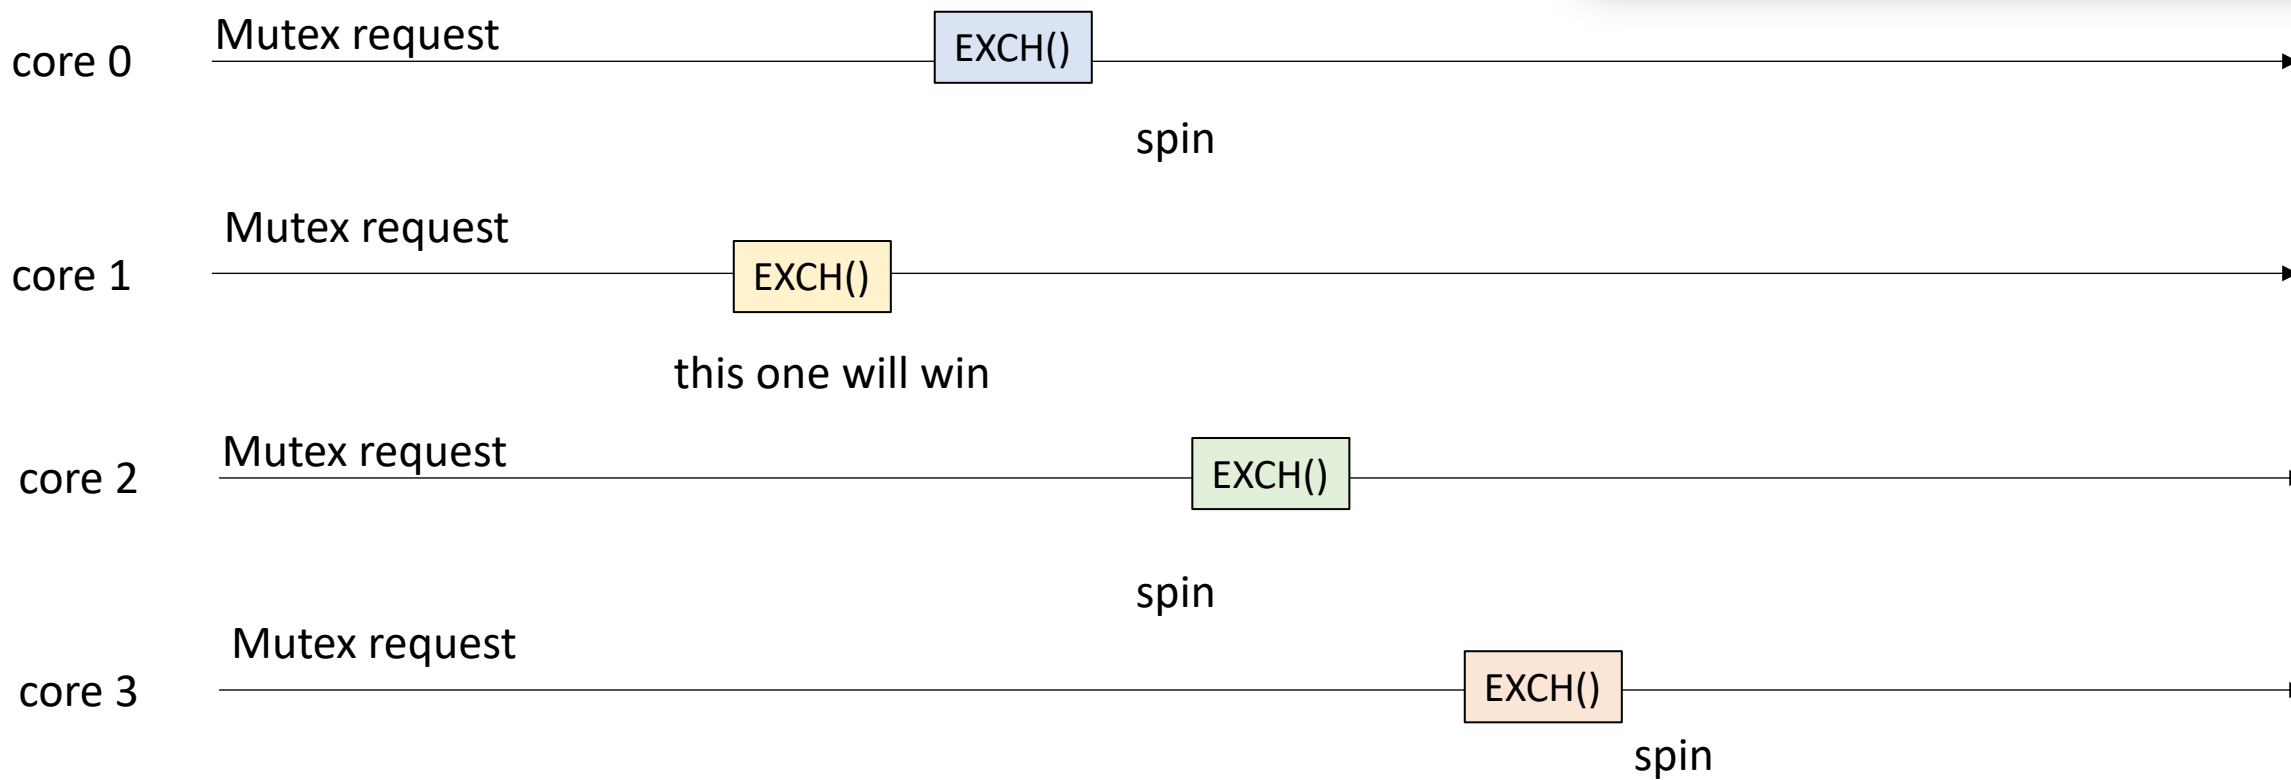 Mutex request
core 0
EXCH()
spin
Mutex request
core 1
EXCH()
this one will win
Mutex request
core 2
EXCH()
spin
Mutex request
core 3
EXCH()
spin